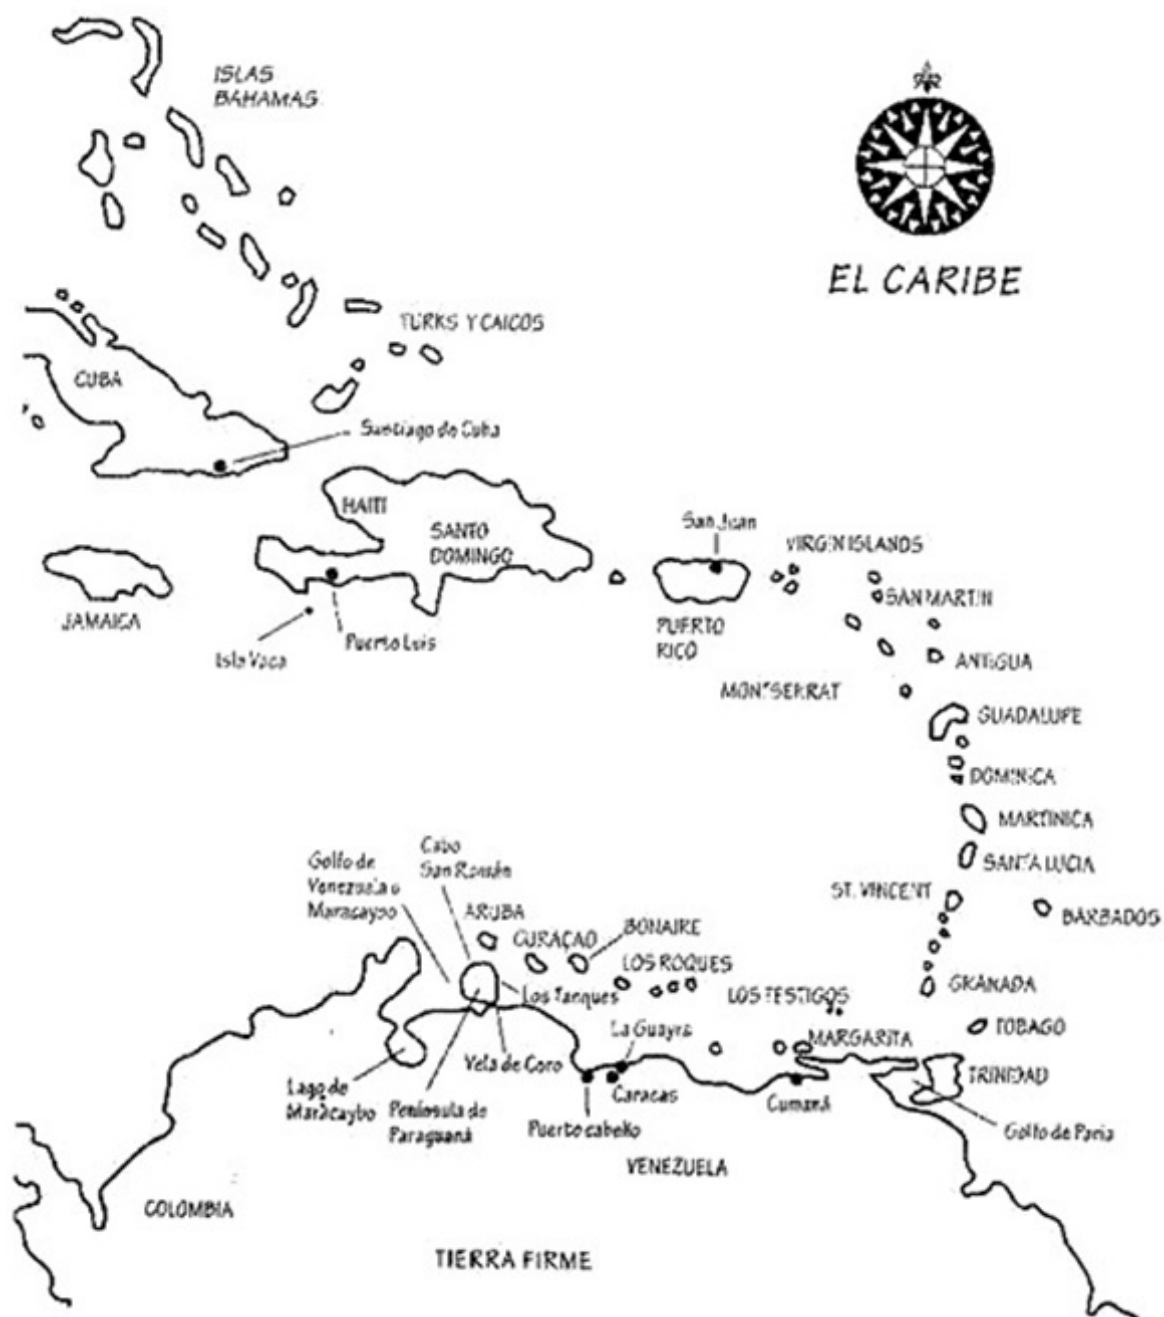 ISLAS
BAHAMAS
EL CARIBE
TURKS Y CAICOS
CUBA
Santiago de Cuba
HAITI
SANTO
DOMINGO
San Juan
VIRGIN ISLANDS
SAN MARTIN
JAMAICA
Isla Vaca
Puerto Luis
PUERTO
RICO
ANTIGUA
MONTSERRAT
GUADALUPE
DOMINICA
MARTINICA
SANTA LUCIA
ST. VINCENT
BARBADOS
GRANADA
TOBAGO
TRINIDAD
Golfo de Paria
Cabo
San Román
Golfo de
Venezuela o
Maracaybo
ARUBA
CURAÇAO
BONAIRE
LOS ROQUES
LOS TESTIGOS
MARGARITA
Los Tanques
La Guayra
Vela de Coro
Caracas
Cumaná
Lago de
Maracaybo
Península de
Paraguaná
Puerto cabello
VENEZUELA
COLOMBIA
TIERRA FIRME